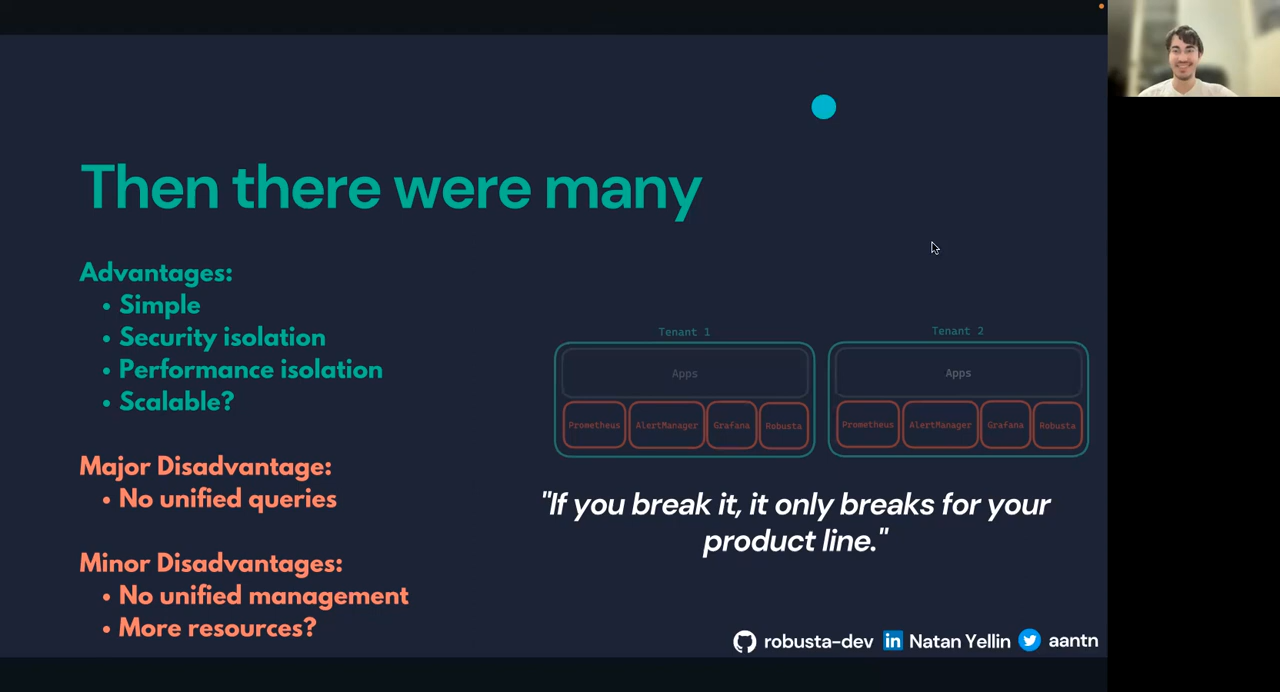 Then there were many
Advantages:
• Simple
• Security isolation
• Performance isolation
• Scalable?
Major Disadvantage:
• No unified queries
Minor Disadvantages:
• No unified management
• More resources?
Tenant 1
Apps
Prometheus AlertManager Grafana Robusta
Tenant 2
Apps
Prometheus AlertManager Grafana Robusta
"If you break it, it only breaks for your
product line."
robusta-dev in Natan Yellin aantn